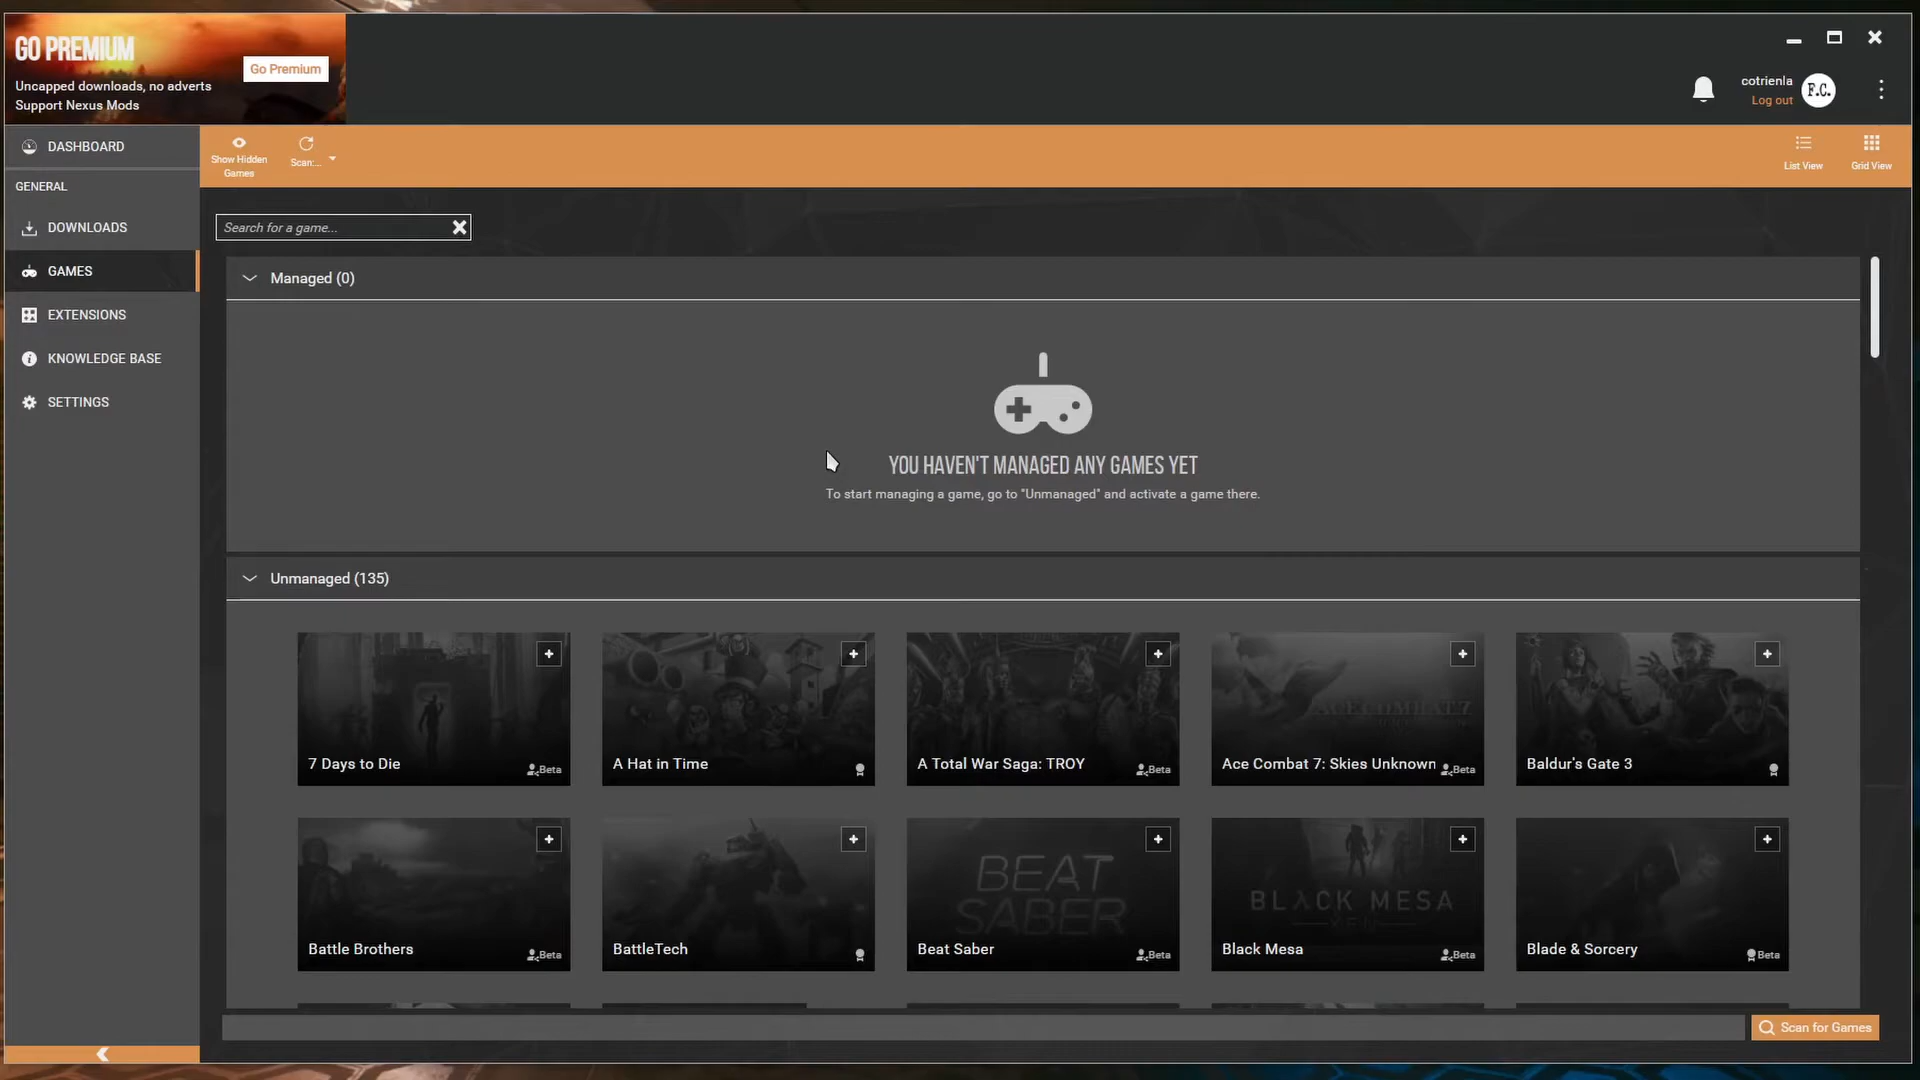 GO PREMIUM
Uncapped downloads, no adverts
Support Nexus Mods
Go Premium
cotrienla
Log out
F.C.
DASHBOARD
GENERAL
DOWNLOADS
GAMES
EXTENSIONS
KNOWLEDGE BASE
SETTINGS
Show Hidden
Games
Scan:...
List View
Grid View
Search for a game...
Managed (0)
YOU HAVEN'T MANAGED ANY GAMES YET
To start managing a game, go to "Unmanaged" and activate a game there.
Unmanaged (135)
7 Days to Die
Beta
A Hat in Time
A Total War Saga: TROY
Beta
ACE COMBAT 7
Ace Combat 7: Skies Unknown
Beta
Baldur's Gate 3
Battle Brothers
Beta
BattleTech
BEAT
SABER
Beat Saber
Beta
BLACK MESA
Black Mesa
Beta
Blade & Sorcery
Beta
Scan for Games